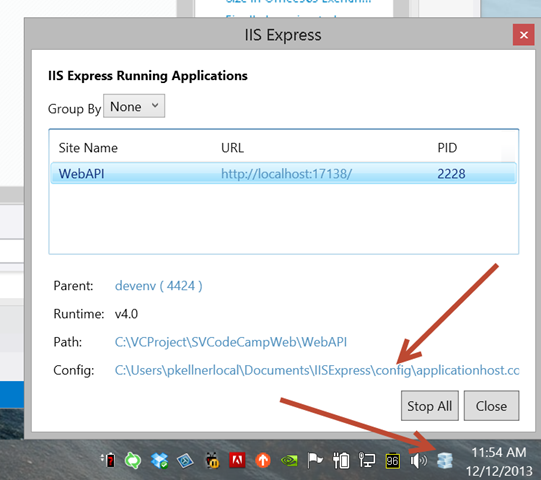 IIS Express
IIS Express Running Applications
Group By None
Site Name URL PID
WebAPI http://localhost:17138/ 2228
Parent: devenv ( 4424 )
Runtime: v4.0
Path: C:\VCProject\SVCodeCampWeb\WebAPI
Config: C:\Users\pkellnerlocal\Documents\IISExpress\config\applicationhost.cc
Stop All Close
96
11:54 AM
12/12/2013